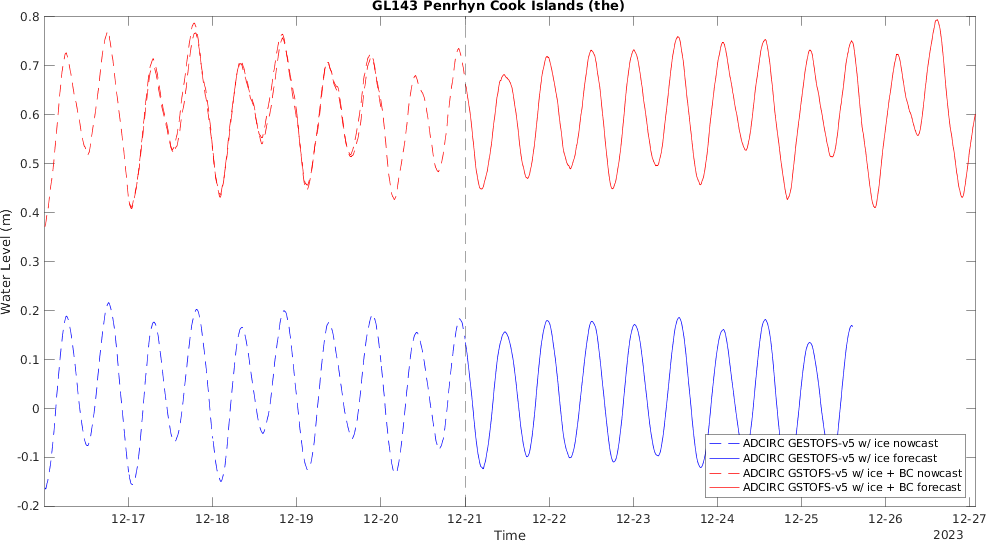 GL143 Penrhyn Cook Islands (the)
0.8
0.7
0.6
0.5
0.4
0.3
0.2
0.1
0
-0.1
-0.2
Water Level (m)
ADCIRC GESTOFS-v5 w/ ice nowcast
ADCIRC GESTOFS-v5 w/ ice forecast
ADCIRC GSTOFS-v5 w/ ice + BC nowcast
ADCIRC GSTOFS-v5 w/ ice + BC forecast
12-17 12-18 12-19 12-20 12-21 12-22 12-23 12-24 12-25 12-26 12-27
Time
2023